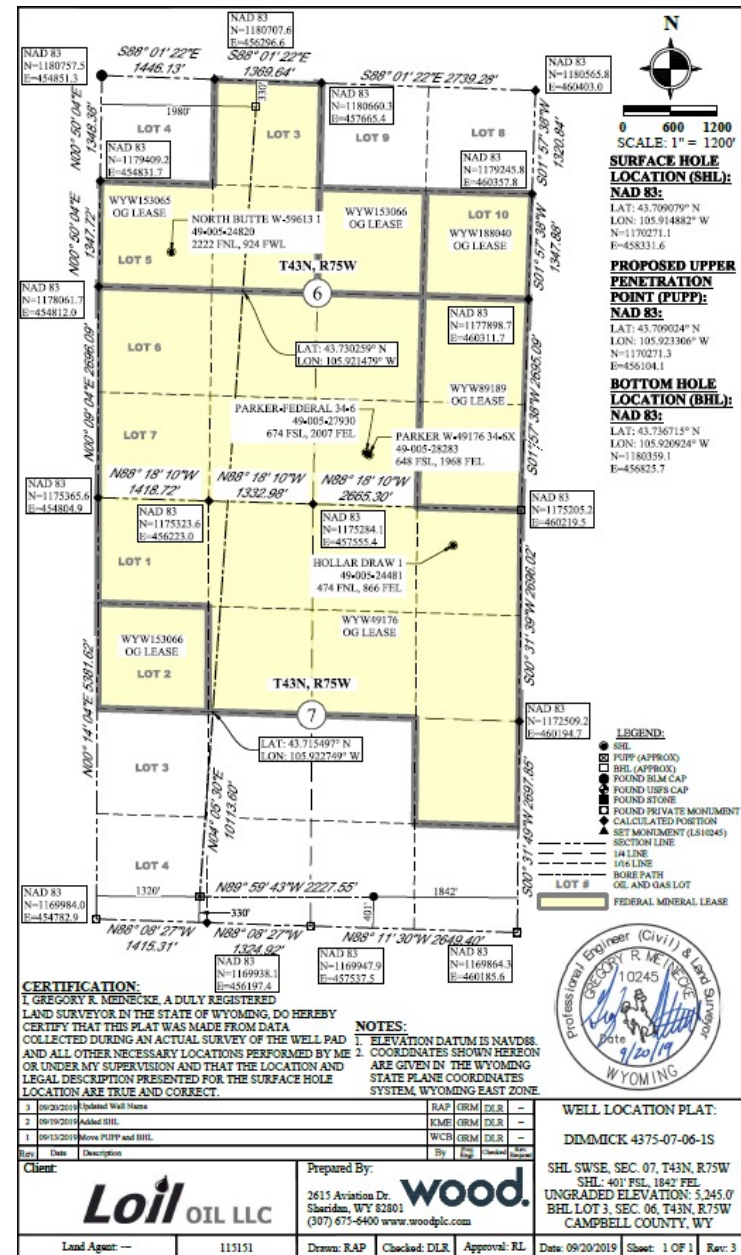 NAD 83
N=1180707.6
E=456296.6
NAD 83
N=1180757.5
E=454851.3
S88° 01' 22"E
1446.13'
S88° 01' 22"E
1369.64'
S88° 01' 22"E 2739.28'
NAD 83
N=1180565.8
E=460403.0
N
0 600 1200
SCALE: 1" = 1200'
N00° 50' 04"E
1348.38'
1980'
330'
LOT 4
LOT 3
NAD 83
N=1180660.3
E=457665.4
LOT 9
LOT 8
S01° 57' 38"W
1320.84'
NAD 83
N=1179409.2
E=454831.7
NAD 83
N=1179245.8
E=460357.8
SURFACE HOLE
LOCATION (SHL):
NAD 83:
LAT: 43.709079° N
LON: 105.914882° W
N=1170271.1
E=458331.6
PROPOSED UPPER
PENETRATION
POINT (PUPP):
NAD 83:
LAT: 43.709024° N
LON: 105.923306° W
N=1170271.3
E=456104.1
BOTTOM HOLE
LOCATION (BHL):
NAD 83:
LAT: 43.736715° N
LON: 105.920924° W
N=1180359.1
E=456825.7
N00° 50' 04"E
1347.72'
WYW153065
OG LEASE
NORTH BUTTE W-59613 1
49-005-24820
2222 FNL, 924 FWL
WYW153066
OG LEASE
LOT 10
WYW188040
OG LEASE
S01° 57' 38"W
1347.88'
LOT 5
T43N, R75W
6
NAD 83
N=1178061.7
E=454812.0
NAD 83
N=1177898.7
E=460311.7
LOT 6
LAT: 43.730259° N
LON: 105.921479° W
N00° 09' 04"E 2696.09'
WYW89189
OG LEASE
S01° 57' 38"W 2695.09'
PARKER-FEDERAL 34-6
49-005-27930
674 FSL, 2007 FEL
PARKER W-49176 34-6X
49-005-28283
648 FSL, 1968 FEL
LOT 7
N88° 18' 10"W
1418.72'
N88° 18' 10"W
1332.98'
N88° 18' 10"W
2665.30'
NAD 83
N=1175365.6
E=454804.9
NAD 83
N=1175323.6
E=456223.0
NAD 83
N=1175284.1
E=457555.4
NAD 83
N=1175205.2
E=460219.5
LOT 1
HOLLAR DRAW 1
49-005-24481
474 FNL, 866 FEL
S00° 31' 39"W 2696.02'
WYW49176
OG LEASE
WYW153066
OG LEASE
LOT 2
T43N, R75W
7
N00° 14' 04"E 5381.62'
NAD 83
N=1172509.2
E=460194.7
LAT: 43.715497° N
LON: 105.922749° W
LOT 3
N04° 05' 30"E
10113.60'
S00° 31' 49"W 2697.85'
LEGEND:
SHL
PUPP (APPROX)
BHL (APPROX)
FOUND BLM CAP
FOUND USFS CAP
FOUND STONE
FOUND PRIVATE MONUMENT
CALCULATED POSITION
SET MONUMENT (LS10245)
SECTION LINE
1/4 LINE
1/16 LINE
BORE PATH
LOT # OIL AND GAS LOT
FEDERAL MINERAL LEASE
LOT 4
NAD 83
N=1169984.0
E=454782.9
1320'
N89° 59' 43"W 2227.55'
1842'
330'
401'
N88° 08' 27"W
1415.31'
N88° 08' 27"W
1324.92'
N88° 11' 30"W 2649.40'
NAD 83
N=1169938.1
E=456197.4
NAD 83
N=1169947.9
E=457537.5
NAD 83
N=1169864.3
E=460185.6
Professional Engineer (Civil) & Land Surveyor
GREGORY R. MEINECKE
10245
Date
9/20/19
WYOMING
CERTIFICATION:
I, GREGORY R. MEINECKE, A DULY REGISTERED
LAND SURVEYOR IN THE STATE OF WYOMING, DO HEREBY
CERTIFY THAT THIS PLAT WAS MADE FROM DATA
COLLECTED DURING AN ACTUAL SURVEY OF THE WELL PAD
AND ALL OTHER NECESSARY LOCATIONS PERFORMED BY ME
OR UNDER MY SUPERVISION AND THAT THE LOCATION AND
LEGAL DESCRIPTION PRESENTED FOR THE SURFACE HOLE
LOCATION ARE TRUE AND CORRECT.
NOTES:
1. ELEVATION DATUM IS NAVD88.
2. COORDINATES SHOWN HEREON
ARE GIVEN IN THE WYOMING
STATE PLANE COORDINATES
SYSTEM, WYOMING EAST ZONE.
3 09/20/2019 Updated Well Name RAP GRM DLR --
2 09/19/2019 Added SHL KME GRM DLR --
1 09/13/2019 Move PUPP and BHL WCB GRM DLR --
Rev. Date Description By Checked
WELL LOCATION PLAT:
DIMMICK 4375-07-06-1S
SHL SWSE, SEC. 07, T43N, R75W
SHL: 401' FSL, 1842' FEL
UNGRADED ELEVATION: 5,245.0'
BHL LOT 3, SEC. 06, T43N, R75W
CAMPBELL COUNTY, WY
Client:
Loil OIL LLC
Prepared By:
2615 Aviation Dr.
Sheridan, WY 82801
(307) 675-6400 www.woodplc.com
wood.
Land Agent: --- 115151 Drawn: RAP Checked: DLR Approval: RL Date: 09/20/2019 Sheet: 1 OF 1 Rev: 3